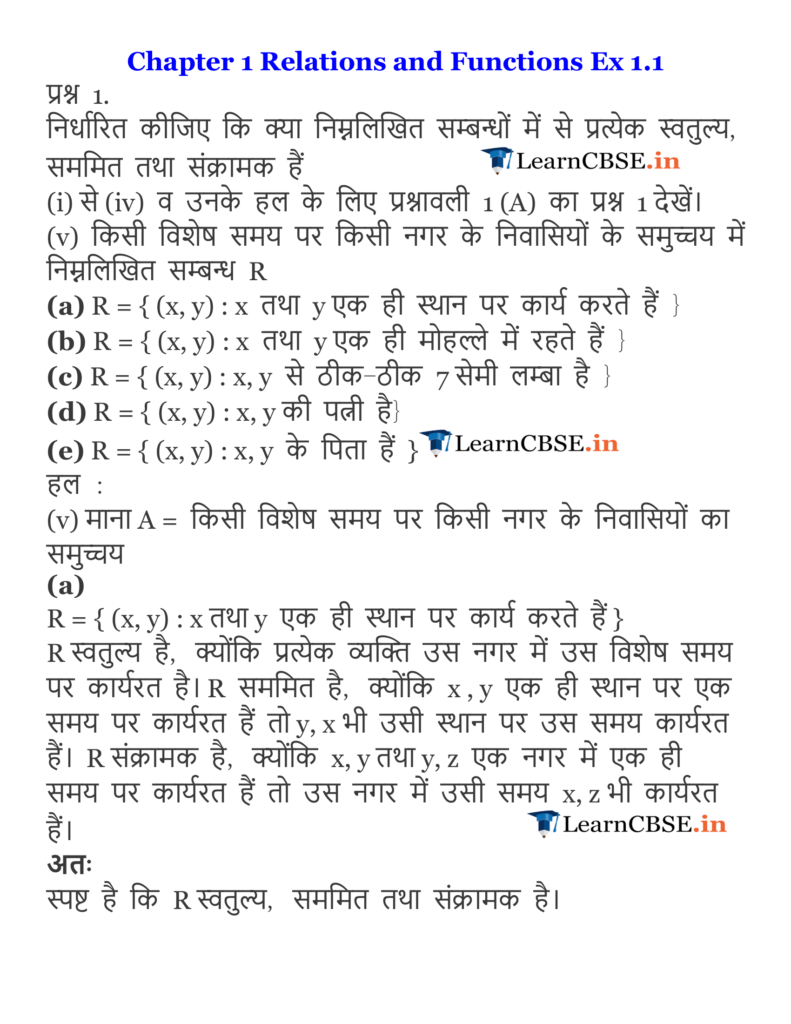 Chapter 1 Relations and Functions Ex 1.1
प्रश्न 1.
निर्धारित कीजिए कि क्या निम्नलिखित सम्बन्धों में से प्रत्येक स्वतुल्य,
सममित तथा संक्रामक हैं LearnCBSE.in
(i) से (iv) व उनके हल के लिए प्रश्नावली 1 (A) का प्रश्न 1 देखें।
(v) किसी विशेष समय पर किसी नगर के निवासियों के समुच्चय में
निम्नलिखित सम्बन्ध R
(a) R = { (x, y) : x तथा y एक ही स्थान पर कार्य करते हैं }
(b) R = { (x, y) : x तथा y एक ही मोहल्ले में रहते हैं }
(c) R = { (x, y) : x, y से ठीक-ठीक 7 सेमी लम्बा है }
(d) R = { (x, y) : x, y की पत्नी है}
(e) R = { (x, y) : x, y के पिता हैं } LearnCBSE.in
हल :
(v) माना A = किसी विशेष समय पर किसी नगर के निवासियों का
समुच्चय
(a)
R = { (x, y) : x तथा y एक ही स्थान पर कार्य करते हैं }
R स्वतुल्य है, क्योंकि प्रत्येक व्यक्ति उस नगर में उस विशेष समय
पर कार्यरत है। R सममित है, क्योंकि x , y एक ही स्थान पर एक
समय पर कार्यरत हैं तो y, x भी उसी स्थान पर उस समय कार्यरत
हैं। R संक्रामक है, क्योंकि x, y तथा y, z एक नगर में एक ही
समय पर कार्यरत हैं तो उस नगर में उसी समय x, z भी कार्यरत
हैं। LearnCBSE.in
अतः
स्पष्ट है कि R स्वतुल्य, सममित तथा संक्रामक है।